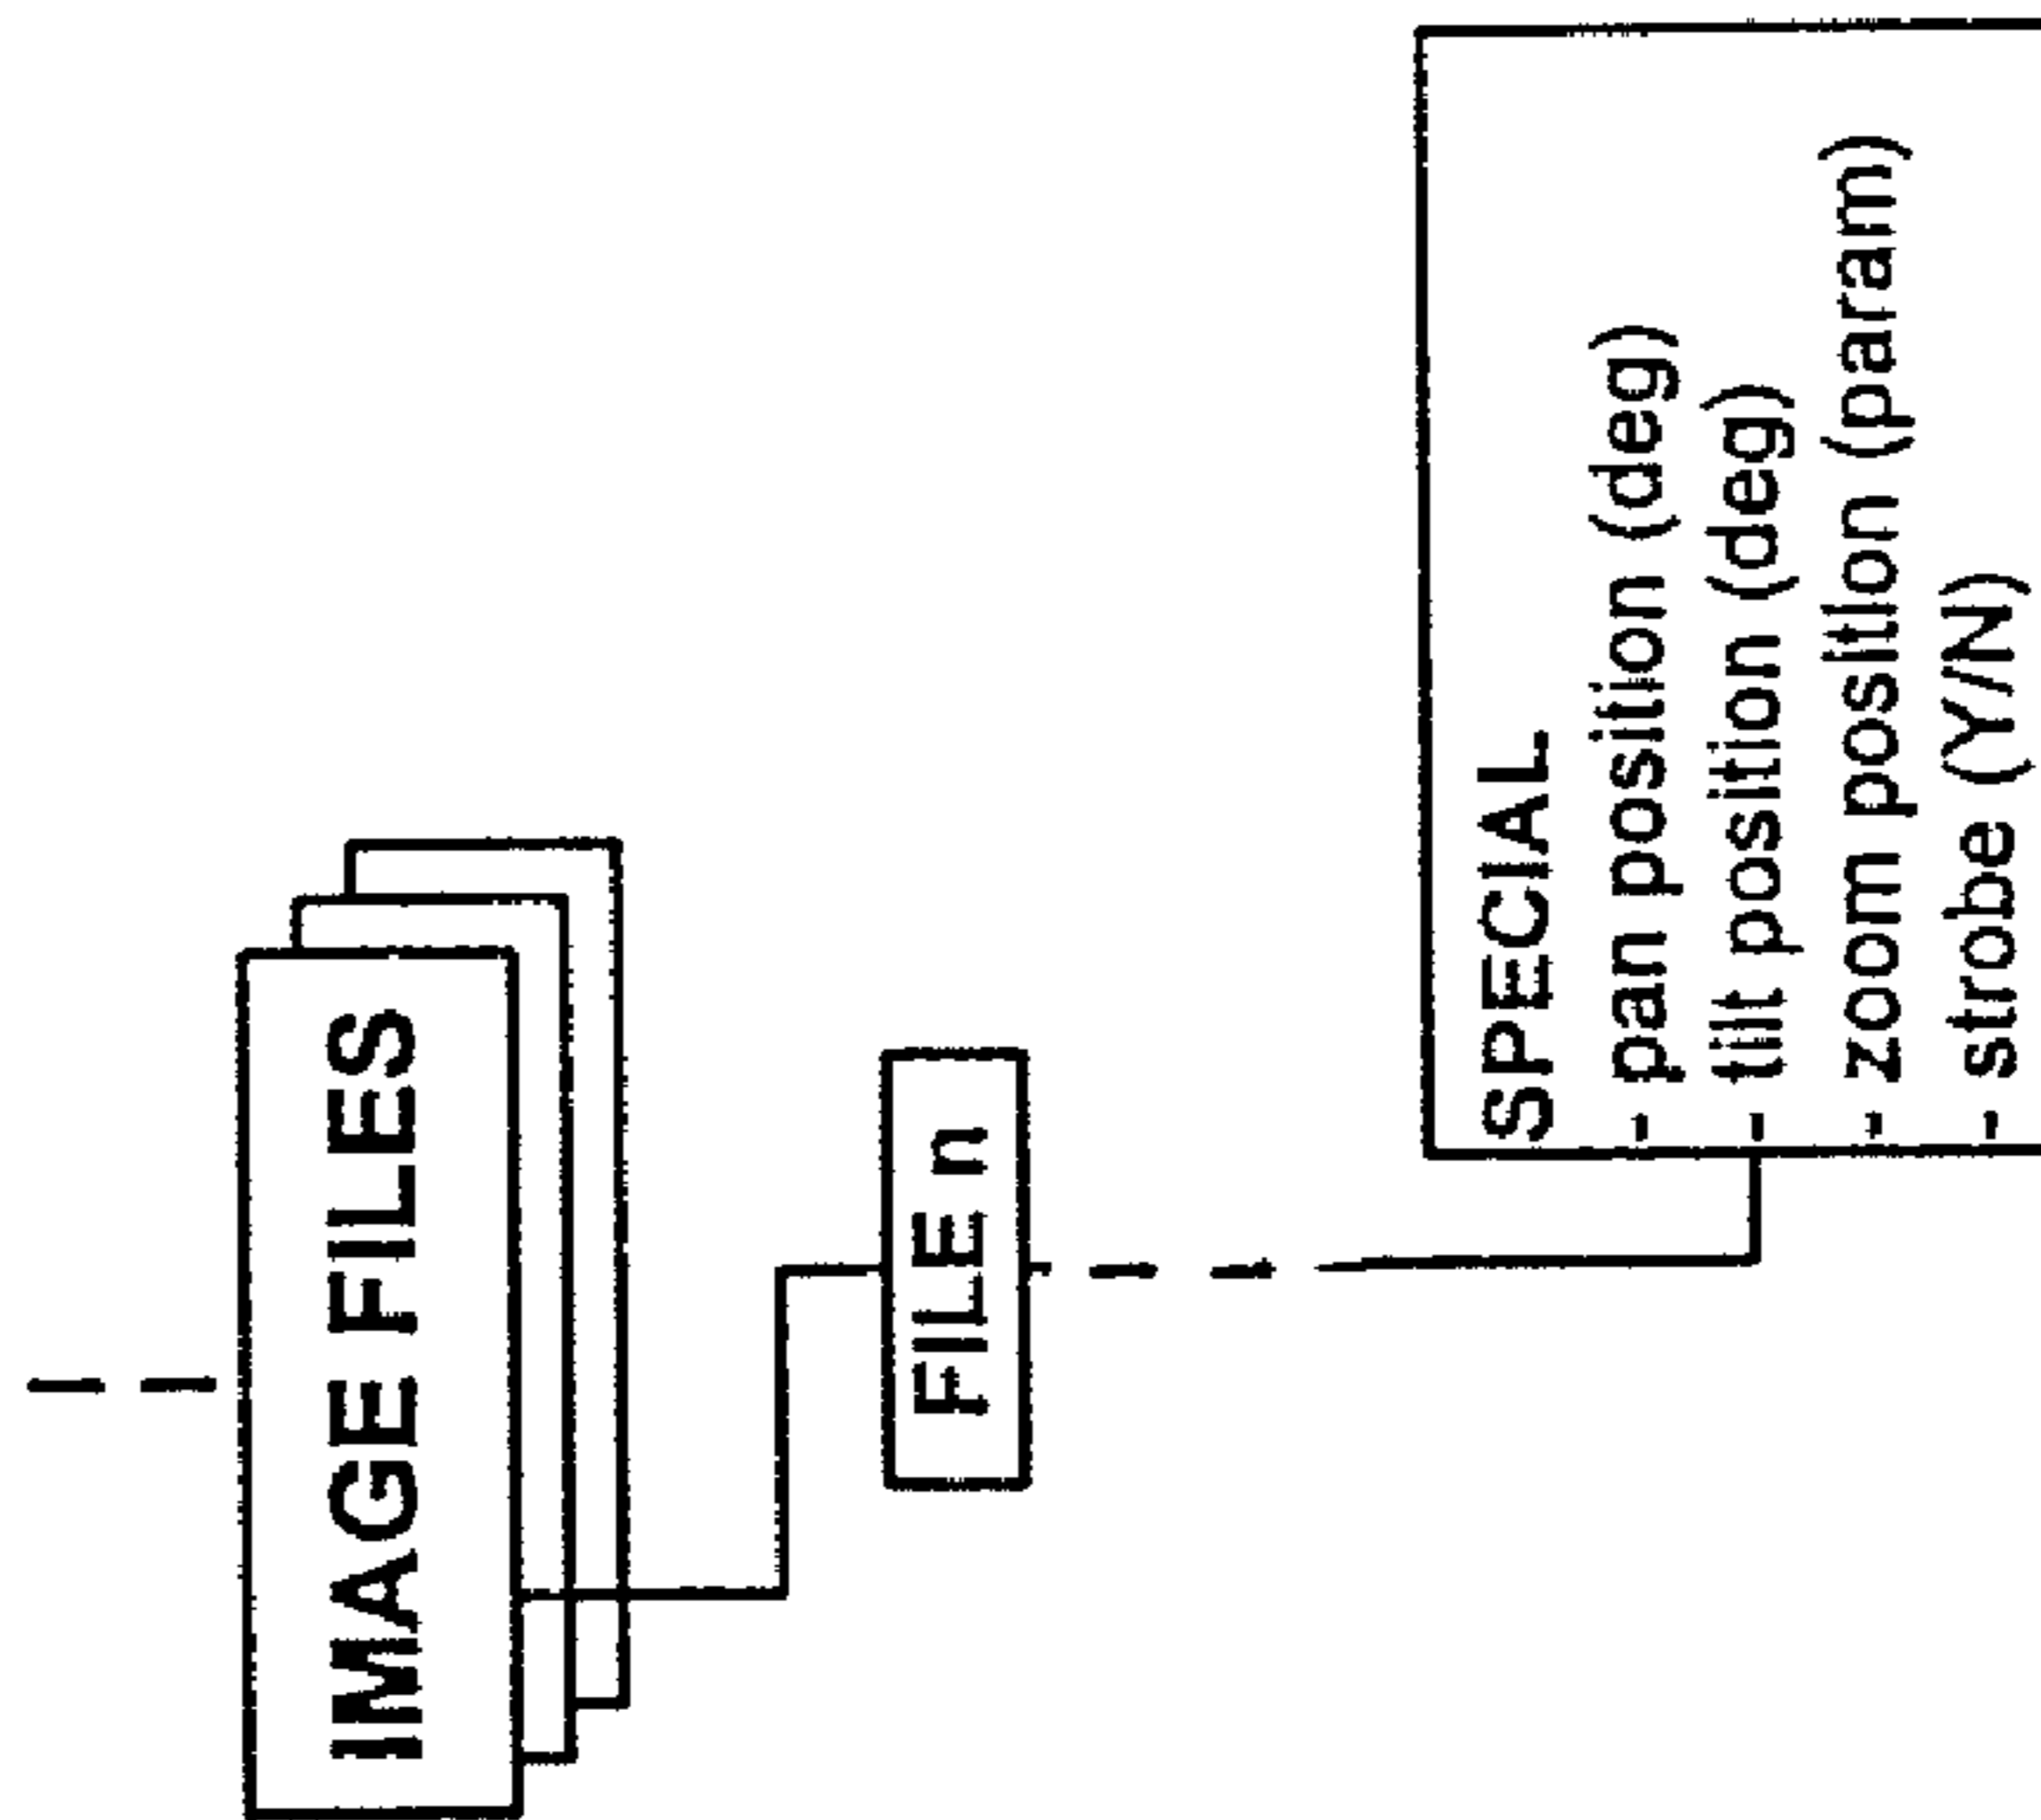 IMAGE FILES
FILE n
SPECIAL
- pan position (deg)
- tilt position (deg)
- zoom position (param)
- strobe (Y/N)